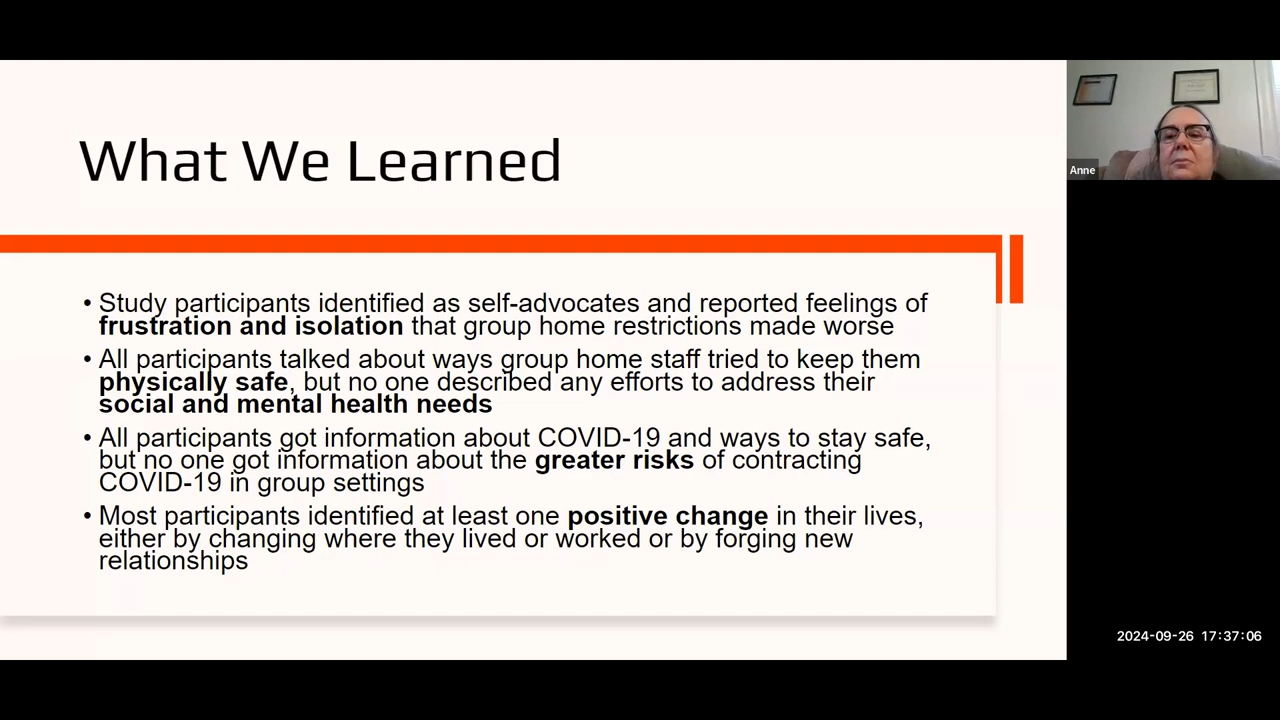 What We Learned
• Study participants identified as self-advocates and reported feelings of
frustration and isolation that group home restrictions made worse
• All participants talked about ways group home staff tried to keep them
physically safe, but no one described any efforts to address their
social and mental health needs
• All participants got information about COVID-19 and ways to stay safe,
but no one got information about the greater risks of contracting
COVID-19 in group settings
• Most participants identified at least one positive change in their lives,
either by changing where they lived or worked or by forging new
relationships
Anne
2024-09-26 17:37:06